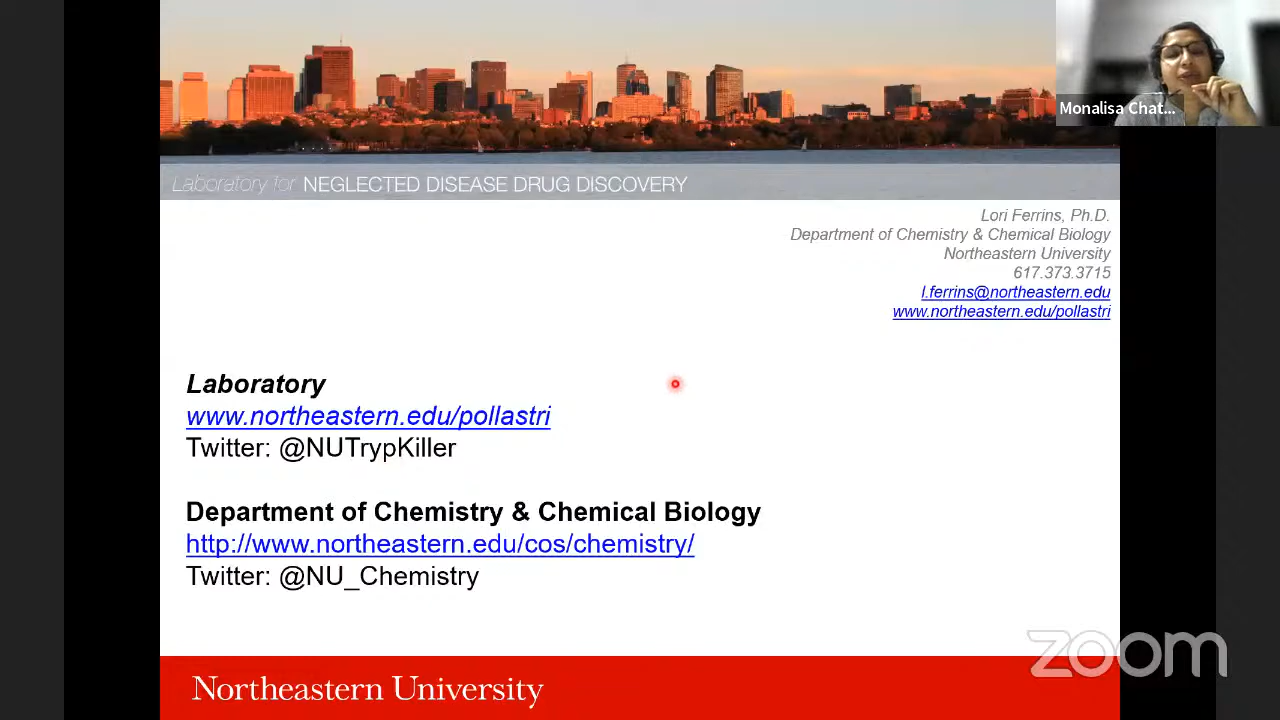 Monalisa Chat...
Laboratory for NEGLECTED DISEASE DRUG DISCOVERY
Lori Ferrins, Ph.D.
Department of Chemistry & Chemical Biology
Northeastern University
617.373.3715
l.ferrins@northeastern.edu
www.northeastern.edu/pollastri
Laboratory
www.northeastern.edu/pollastri
Twitter: @NUTrypKiller
Department of Chemistry & Chemical Biology
http://www.northeastern.edu/cos/chemistry/
Twitter: @NU_Chemistry
zoom
Northeastern University